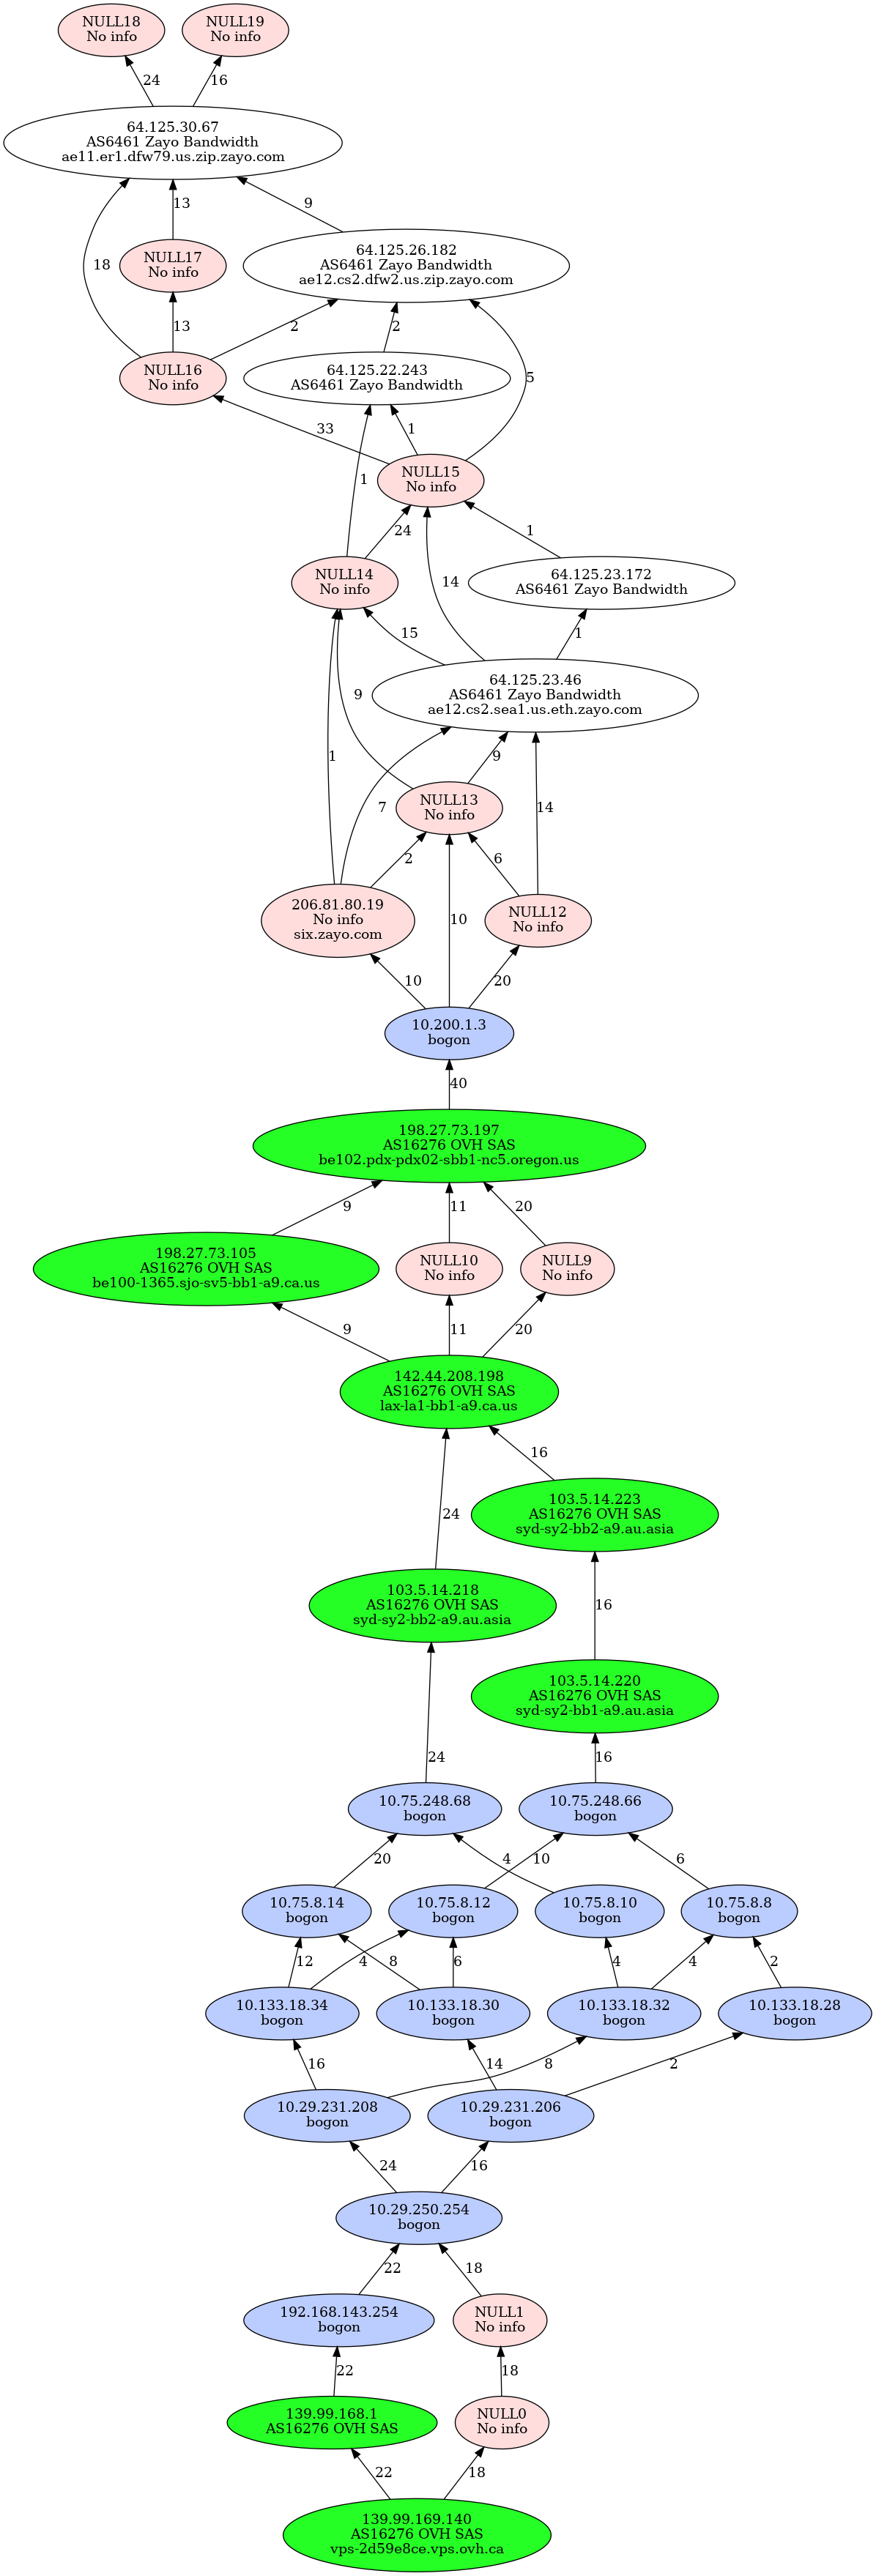 NULL18
No info
NULL19
No info
24
16
64.125.30.67
AS6461 Zayo Bandwidth
ae11.er1.dfw79.us.zip.zayo.com
13
9
18
NULL17
No info
64.125.26.182
AS6461 Zayo Bandwidth
ae12.cs2.dfw2.us.zip.zayo.com
13
2
2
NULL16
No info
64.125.22.243
AS6461 Zayo Bandwidth
5
33
1
1
NULL15
No info
24
1
NULL14
No info
14
64.125.23.172
AS6461 Zayo Bandwidth
15
1
64.125.23.46
AS6461 Zayo Bandwidth
ae12.cs2.sea1.us.eth.zayo.com
9
1
9
7
NULL13
No info
14
2
6
206.81.80.19
No info
six.zayo.com
10
NULL12
No info
10
20
10.200.1.3
bogon
40
198.27.73.197
AS16276 OVH SAS
be102.pdx-pdx02-sbb1-nc5.oregon.us
9
11
20
198.27.73.105
AS16276 OVH SAS
be100-1365.sjo-sv5-bb1-a9.ca.us
NULL10
No info
NULL9
No info
9
11
20
142.44.208.198
AS16276 OVH SAS
lax-la1-bb1-a9.ca.us
16
24
103.5.14.223
AS16276 OVH SAS
syd-sy2-bb2-a9.au.asia
103.5.14.218
AS16276 OVH SAS
syd-sy2-bb2-a9.au.asia
16
103.5.14.220
AS16276 OVH SAS
syd-sy2-bb1-a9.au.asia
24
16
10.75.248.68
bogon
10.75.248.66
bogon
20
4
10
6
10.75.8.14
bogon
10.75.8.12
bogon
10.75.8.10
bogon
10.75.8.8
bogon
12
4
8
6
4
4
2
10.133.18.34
bogon
10.133.18.30
bogon
10.133.18.32
bogon
10.133.18.28
bogon
16
14
8
2
10.29.231.208
bogon
10.29.231.206
bogon
24
16
10.29.250.254
bogon
22
18
192.168.143.254
bogon
NULL1
No info
22
18
139.99.168.1
AS16276 OVH SAS
NULL0
No info
22
18
139.99.169.140
AS16276 OVH SAS
vps-2d59e8ce.vps.ovh.ca